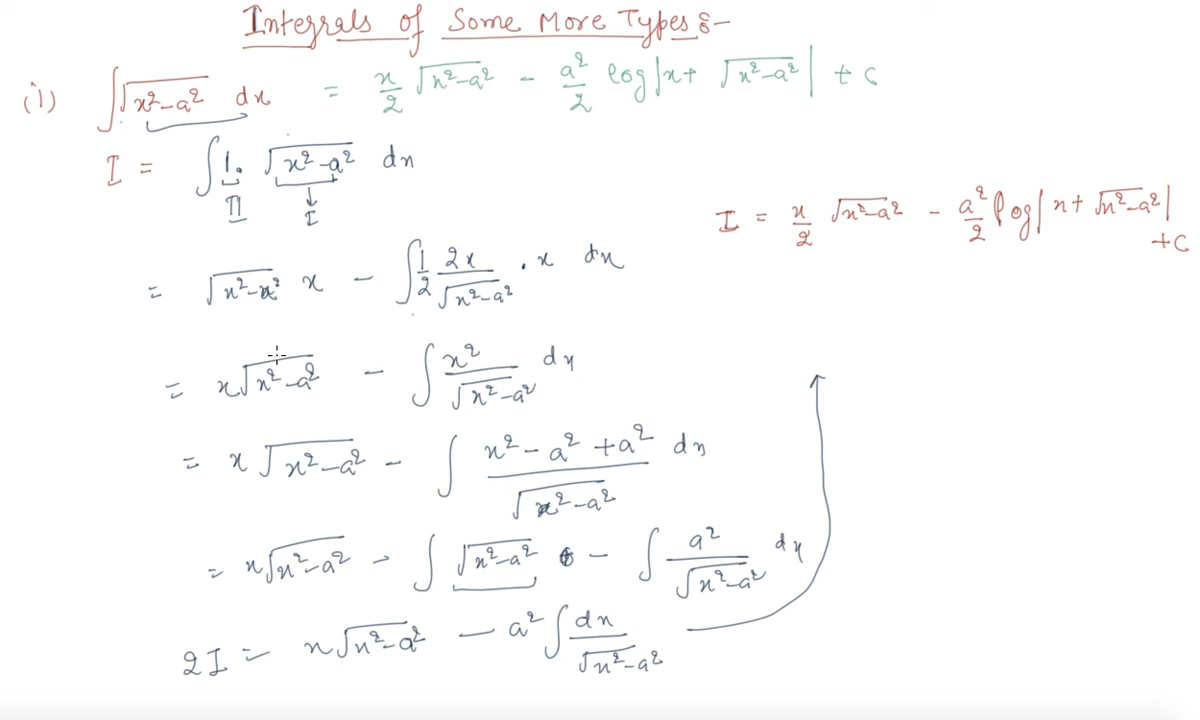 Integrals of Some More Types :-
(i) ∫√(x²-a²) dx = x/2 √(x²-a²) - a²/2 log|x+ √(x²-a²)| + C
I = ∫1. √(x²-a²) dx
II I
I = x/2 √(x²-a²) - a²/2 log|x+ √(x²-a²)| + C
= √(x²-a²) x - ∫1/2 2x/√(x²-a²) . x dx
= x√(x²-a²) - ∫x²/√(x²-a²) dx
= x√(x²-a²) - ∫ (x²-a²+a²)/√(x²-a²) dx
= x√(x²-a²) - ∫ √(x²-a²) - ∫ a²/√(x²-a²) dx
2I = x√(x²-a²) - a² ∫dx/√(x²-a²)